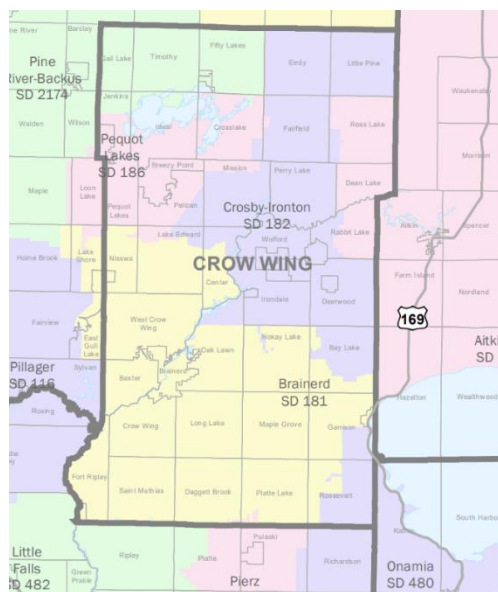 ne River
Barclay
Gail Lake
Timothy
Fifty Lakes
Emily
Little Pine
Pine
River-Backus
SD 2174
Jenkins
Waukenabo
Walden
Wilson
Ideal
Crosslake
Fairfield
Ross Lake
Morrison
Pequot
Lakes
SD 186
Breezy Point
Mission
Perry Lake
Maple
Loon
Lake
Dean Lake
Pequot
Lakes
Pelican
Crosby-Ironton
SD 182
Aitkin
Spencer
Lake Edward
Rabbit Lake
Wolford
Home Brook
Lake
Shore
Nisswa
CROW WING
Farm Island
Center
Nordland
Irondale
Deerwood
Fairview
West Crow
Wing
169
East
Gull
Lake
Nokay Lake
Bay Lake
Aitki
SD
Oak Lawn
Pillager
SD 116
Sylvan
Baxter
Brainerd
Brainerd
SD 181
Hazelton
Wealthwood
Rosing
Crow Wing
Long Lake
Maple Grove
Garrison
Fort Ripley
Saint Mathias
Daggett Brook
Platte Lake
Roosevelt
South Harbor
Pulaski
Little
Falls
SD 482
Ripley
Platte
Richardson
Green
Prairie
Pierz
Onamia
SD 480